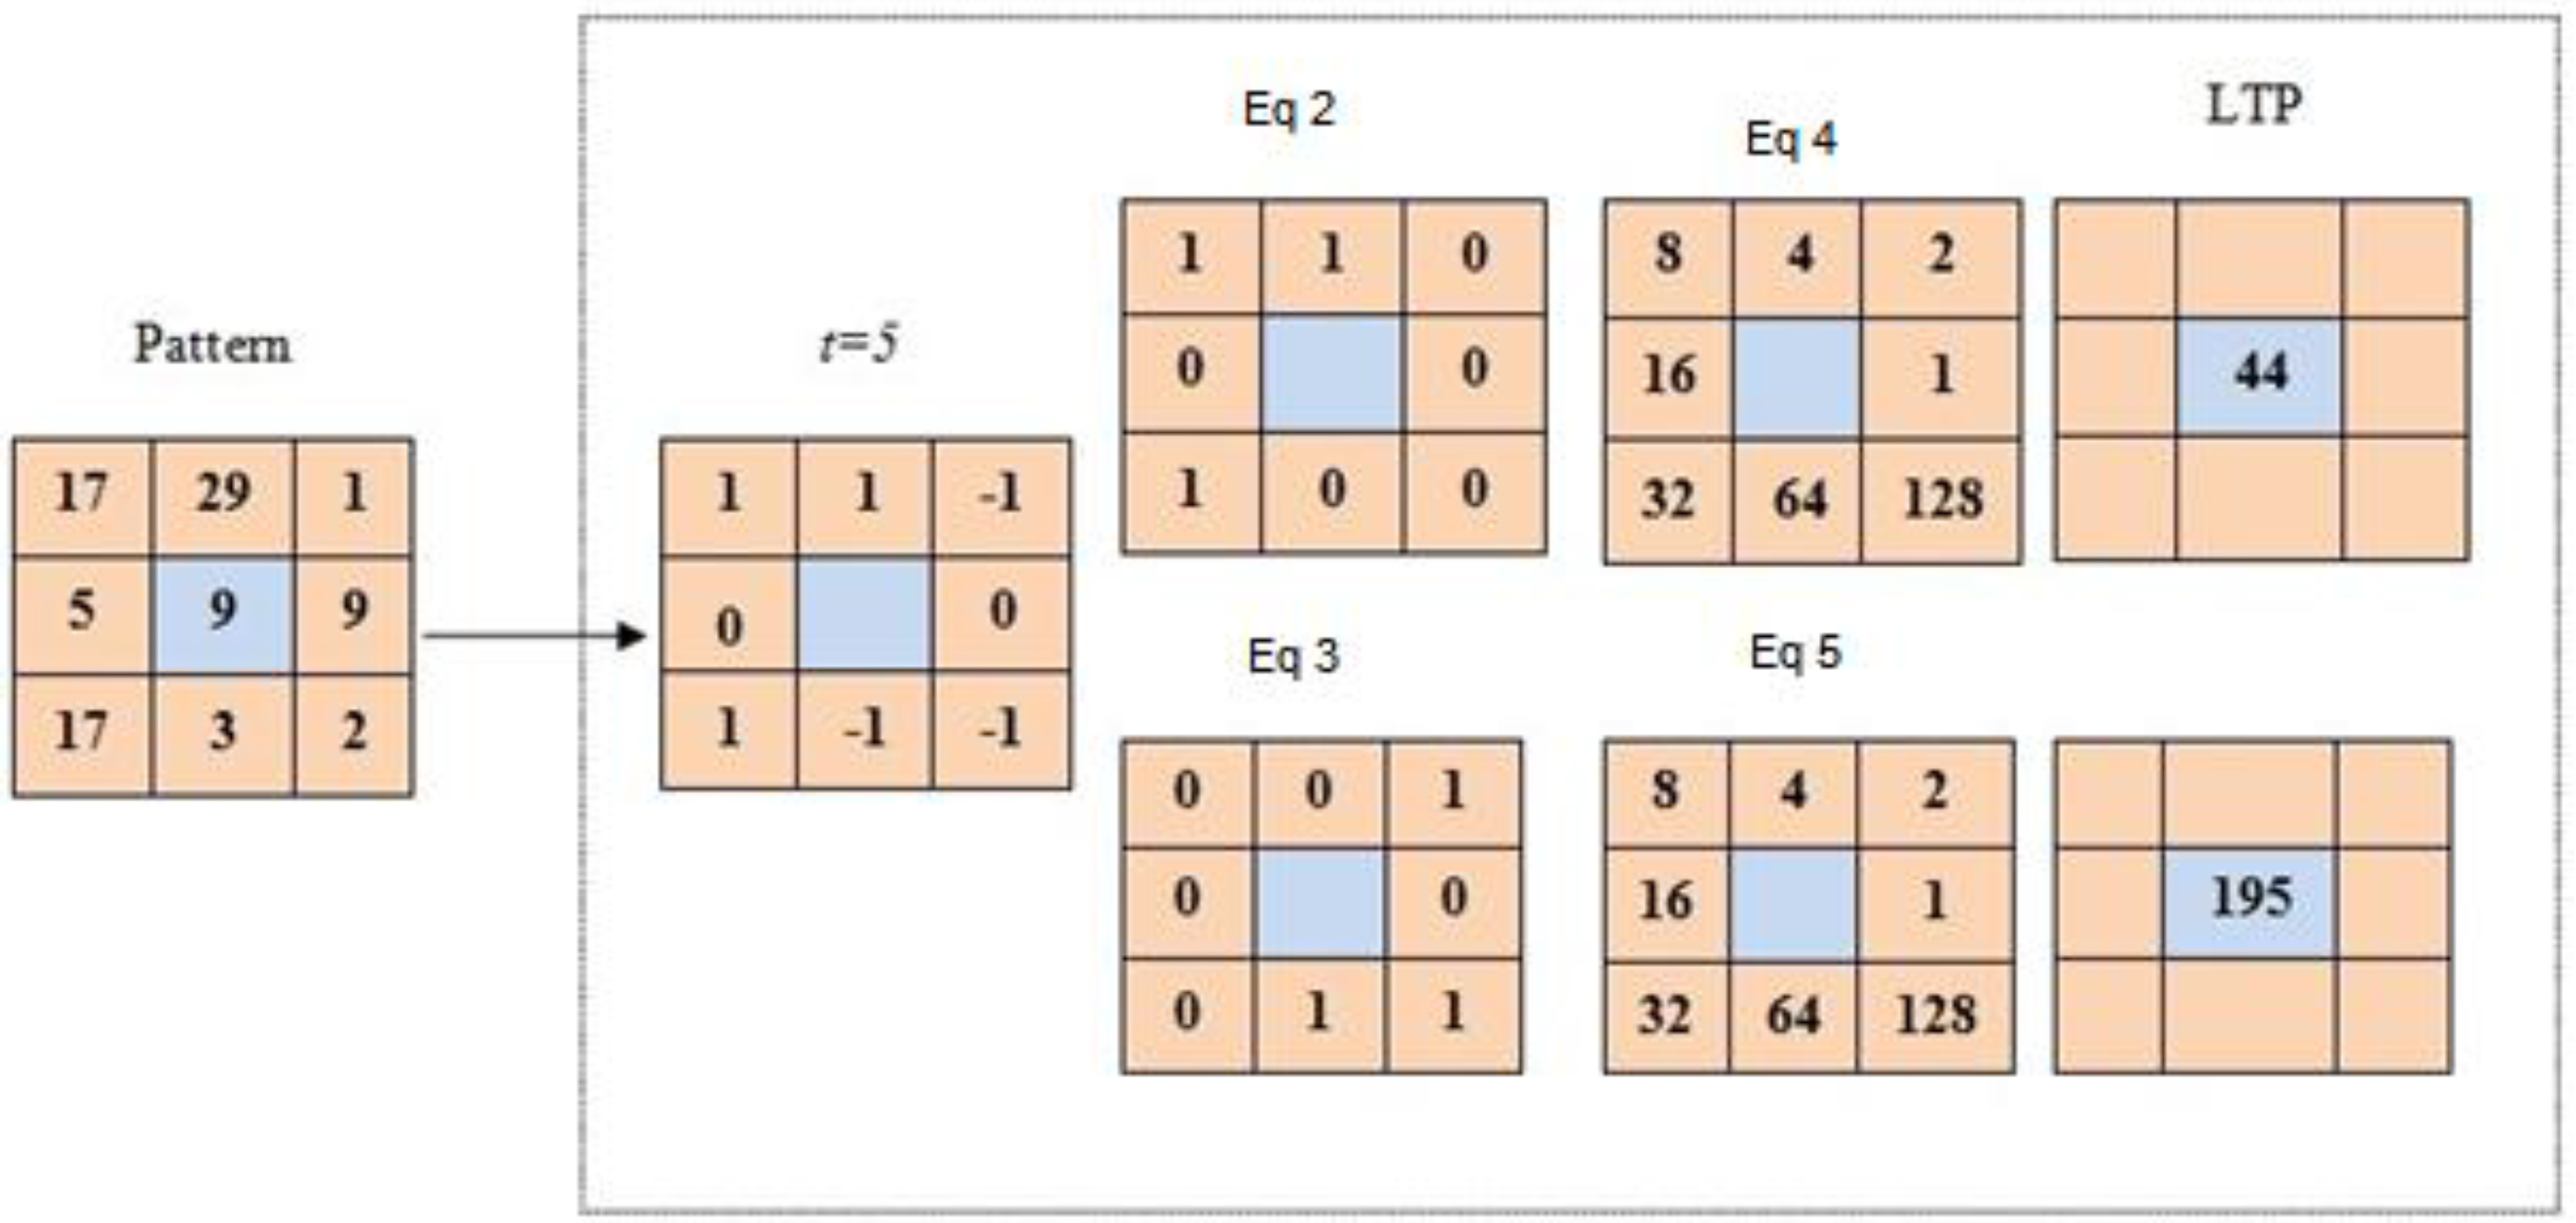 Pattern
17 29 1
5 9 9
17 3 2
t=5
1 1 -1
0 0
1 -1 -1
Eq 2
1 1 0
0 0
1 0 0
Eq 4
8 4 2
16 1
32 64 128
LTP
44
Eq 3
0 0 1
0 0
0 1 1
Eq 5
8 4 2
16 1
32 64 128
195